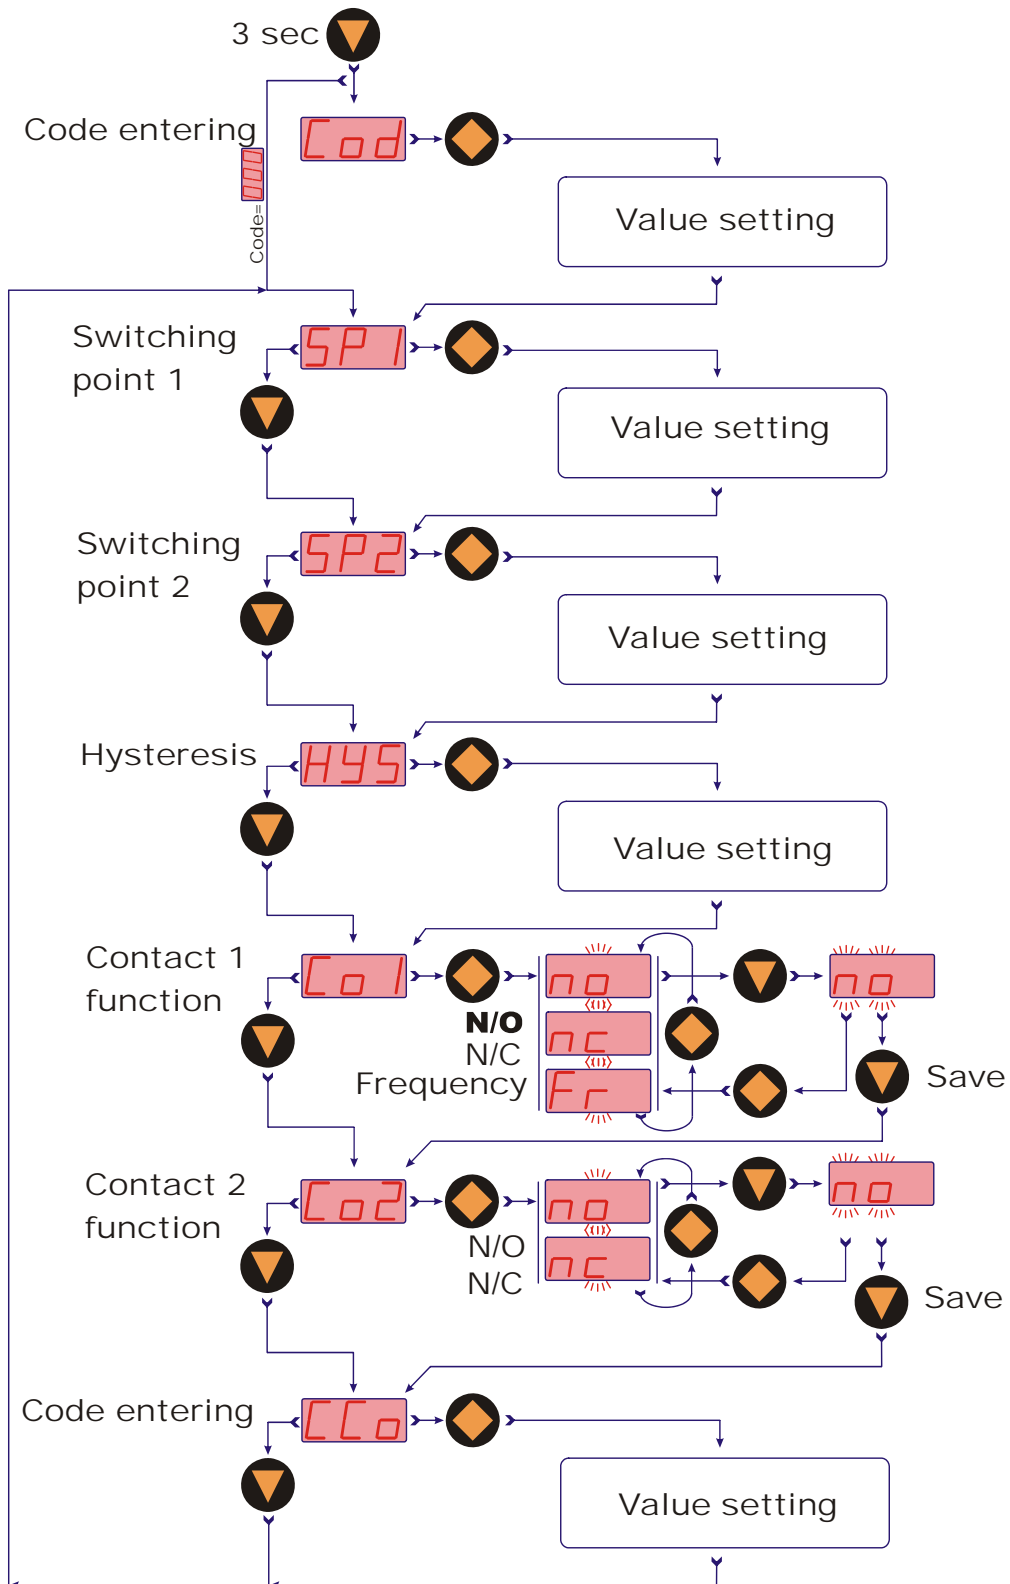 3 sec
Code entering
Cod
Code=000
Value setting
Switching
point 1
SP1
Value setting
Switching
point 2
SP2
Value setting
Hysteresis
HYS
Value setting
Contact 1
function
Co1
no
nc
Fr
N/O
N/C
Frequency
no
Save
Contact 2
function
Co2
no
nc
N/O
N/C
no
Save
Code entering
CCo
Value setting